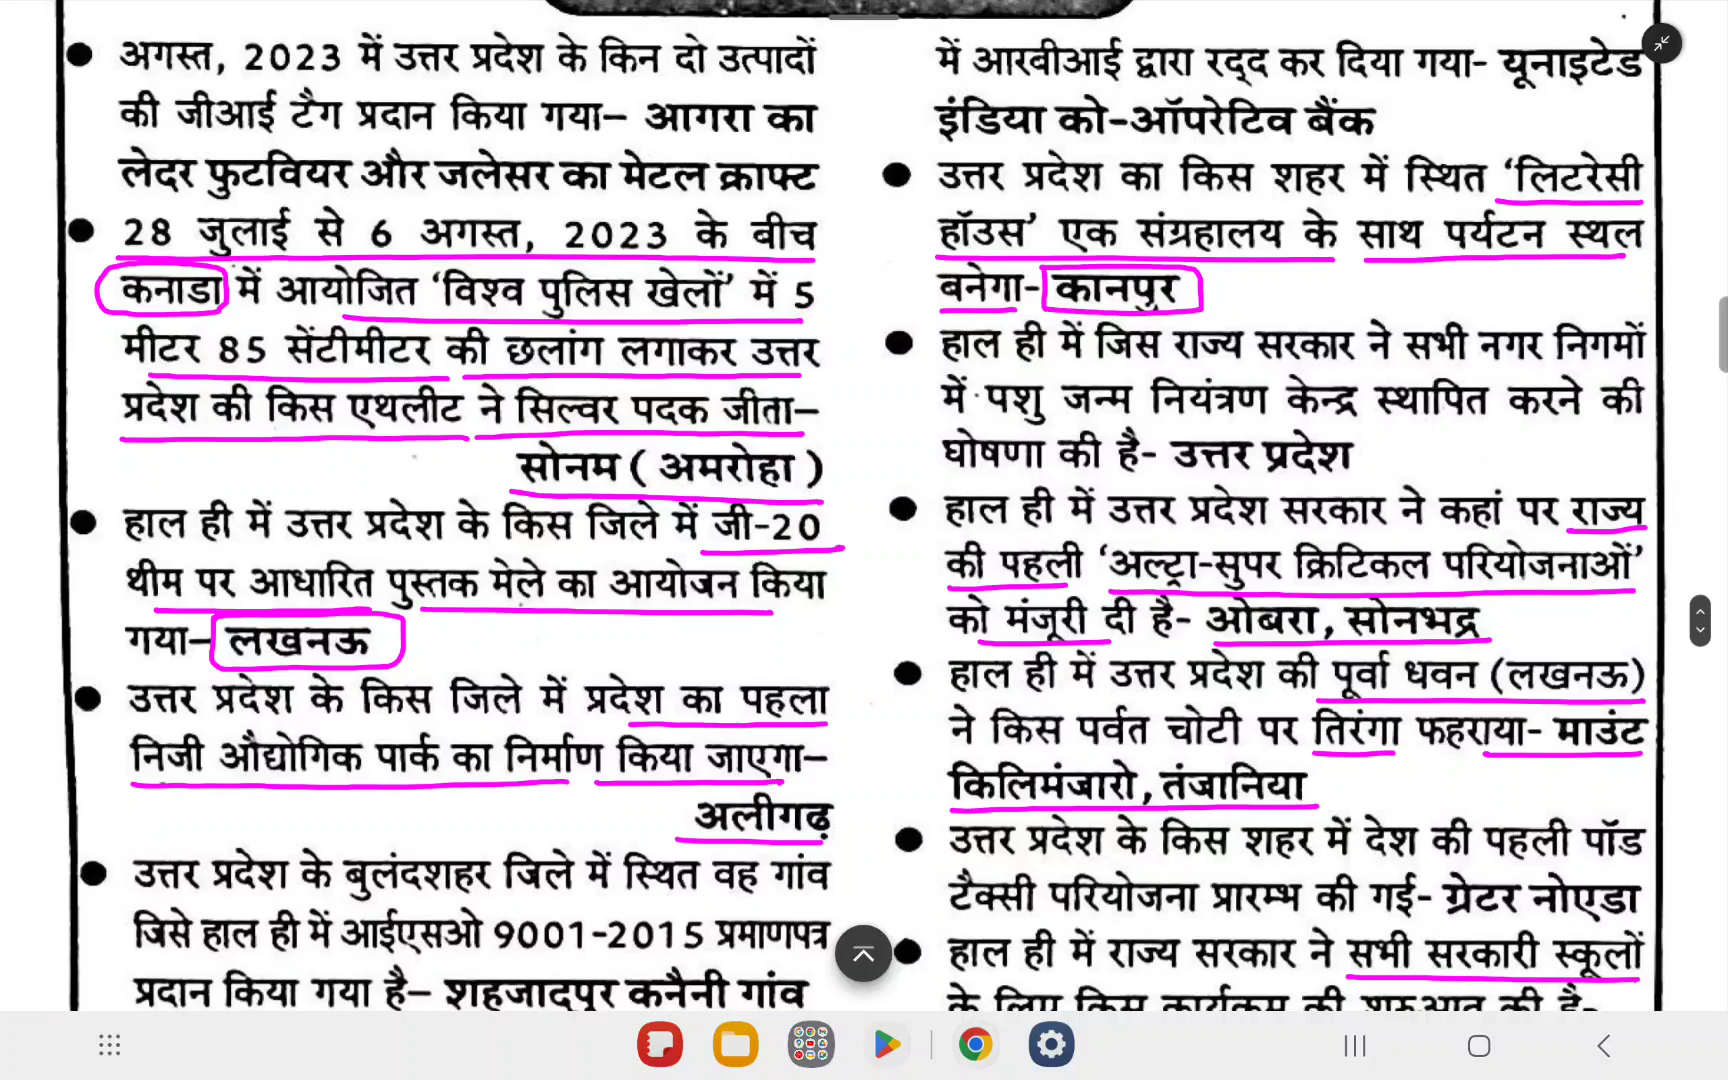 अगस्त, 2023 में उत्तर प्रदेश के किन दो उत्पादों
की जीआई टैग प्रदान किया गया– आगरा का
लेदर फुटवियर और जलेसर का मेटल क्राफ्ट
28 जुलाई से 6 अगस्त, 2023 के बीच
कनाडा में आयोजित ‘विश्व पुलिस खेलों’ में 5
मीटर 85 सेंटीमीटर की छलांग लगाकर उत्तर
प्रदेश की किस एथलीट ने सिल्वर पदक जीता–
सोनम ( अमरोहा )
हाल ही में उत्तर प्रदेश के किस जिले में जी-20
थीम पर आधारित पुस्तक मेले का आयोजन किया
गया– लखनऊ
उत्तर प्रदेश के किस जिले में प्रदेश का पहला
निजी औद्योगिक पार्क का निर्माण किया जाएगा–
अलीगढ़
उत्तर प्रदेश के बुलंदशहर जिले में स्थित वह गांव
जिसे हाल ही में आईएसओ 9001-2015 प्रमाणपत्र
प्रदान किया गया है– शहजादपुर कनैनी गांव
में आरबीआई द्वारा रद्द कर दिया गया- यूनाइटेड
इंडिया को-ऑपरेटिव बैंक
उत्तर प्रदेश का किस शहर में स्थित ‘लिटरेसी
हॉउस’ एक संग्रहालय के साथ पर्यटन स्थल
बनेगा- कानपुर
हाल ही में जिस राज्य सरकार ने सभी नगर निगमों
में पशु जन्म नियंत्रण केन्द्र स्थापित करने की
घोषणा की है- उत्तर प्रदेश
हाल ही में उत्तर प्रदेश सरकार ने कहां पर राज्य
की पहली ‘अल्ट्रा-सुपर क्रिटिकल परियोजनाओं’
को मंजूरी दी है- ओबरा, सोनभद्र
हाल ही में उत्तर प्रदेश की पूर्वा धवन (लखनऊ)
ने किस पर्वत चोटी पर तिरंगा फहराया- माउंट
किलिमंजारो, तंजानिया
उत्तर प्रदेश के किस शहर में देश की पहली पॉड
टैक्सी परियोजना प्रारम्भ की गई- ग्रेटर नोएडा
हाल ही में राज्य सरकार ने सभी सरकारी स्कूलों
के लिए किस कार्यक्रम की शुरुआत की है-